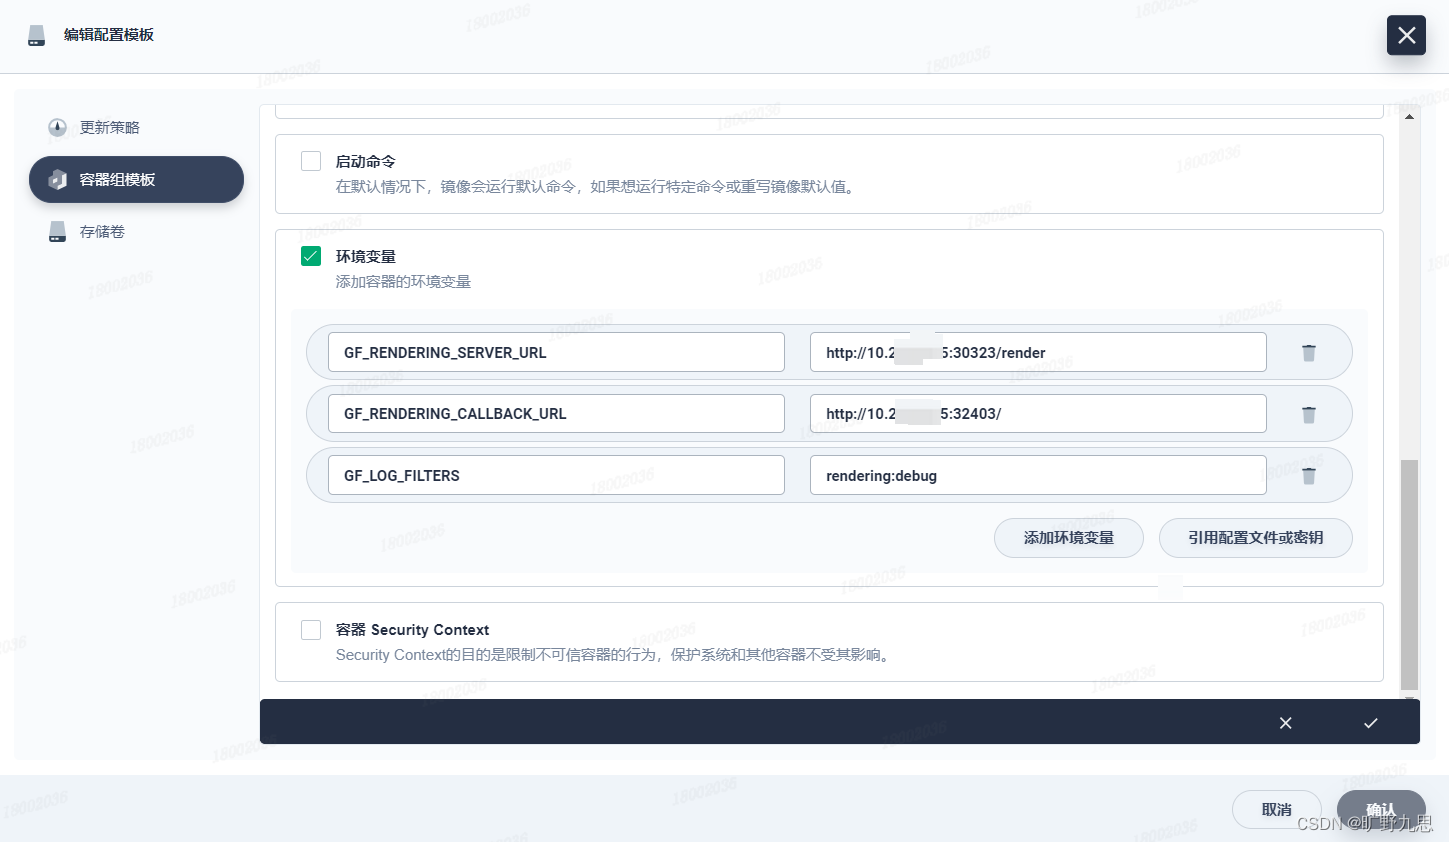 编辑配置模板
更新策略
容器组模板
存储卷
启动命令
在默认情况下，镜像会运行默认命令，如果想运行特定命令或重写镜像默认值。
环境变量
添加容器的环境变量
GF_RENDERING_SERVER_URL
http://10.2 5:30323/render
GF_RENDERING_CALLBACK_URL
http://10.2 5:32403/
GF_LOG_FILTERS
rendering:debug
添加环境变量
引用配置文件或密钥
容器 Security Context
Security Context的目的是限制不可信容器的行为，保护系统和其他容器不受其影响。
取消
确认
CSDN @旷野九思
18002036